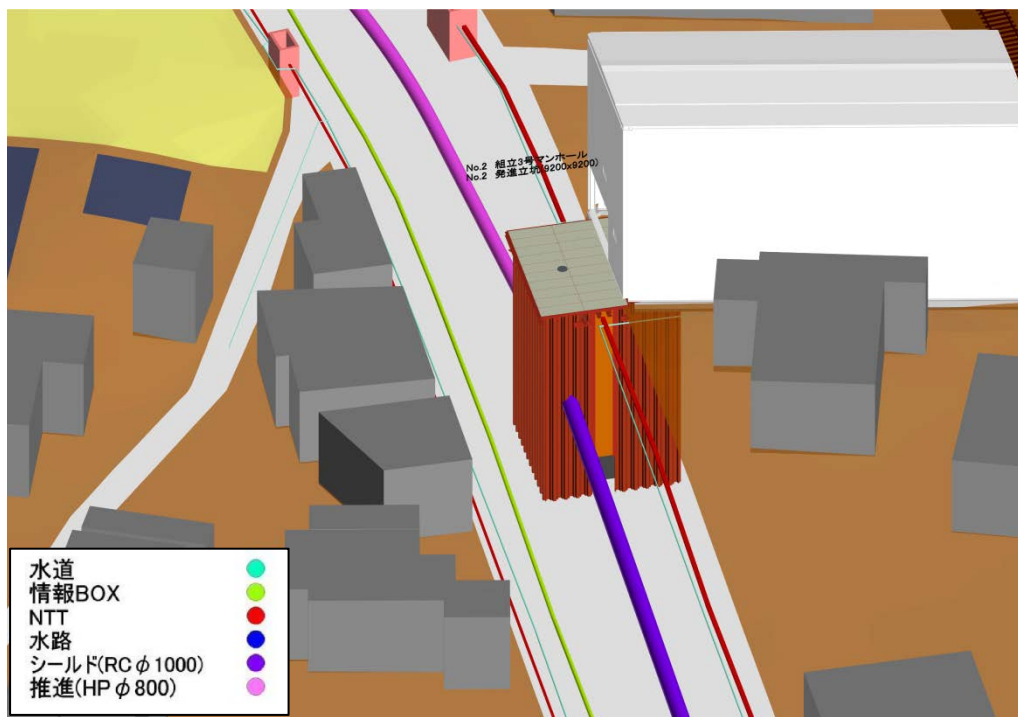 No.2 組立3号マンホール
No.2 発進立坑(9200x9200)
水道
情報BOX
NTT
水路
シールド(RCφ1000)
推進(HPφ800)